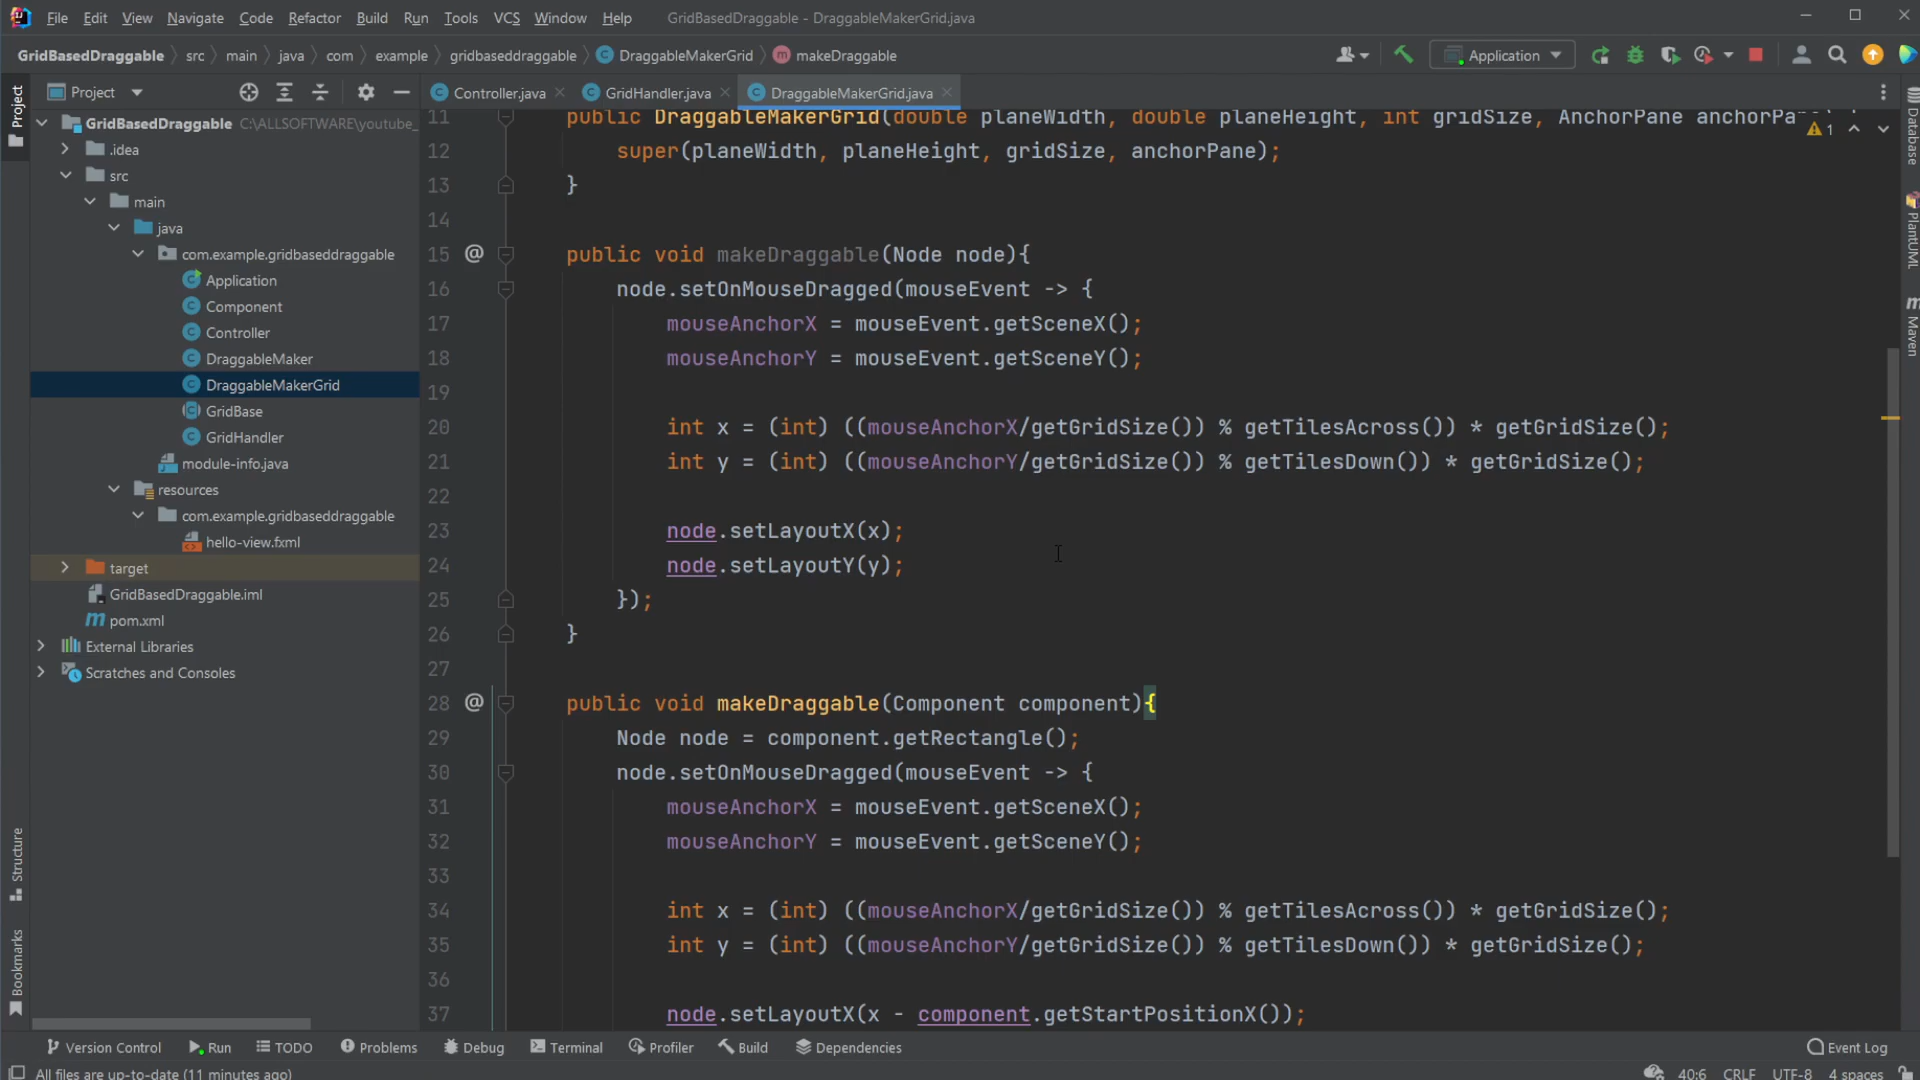 File Edit View Navigate Code Refactor Build Run Tools VCS Window Help GridBasedDraggable - DraggableMakerGrid.java
GridBasedDraggable src main java com example gridbaseddraggable DraggableMakerGrid makeDraggable Application
Project Controller.java GridHandler.java DraggableMakerGrid.java
Project
GridBasedDraggable C:\ALLSOFTWARE\youtube_
.idea
src
main
java
com.example.gridbaseddraggable
Application
Component
Controller
DraggableMaker
DraggableMakerGrid
GridBase
GridHandler
module-info.java
resources
com.example.gridbaseddraggable
hello-view.fxml
target
GridBasedDraggable.iml
pom.xml
External Libraries
Scratches and Consoles
Structure
Bookmarks
11 public DraggableMakerGrid(double planeWidth, double planeHeight, int gridSize, AnchorPane anchorPa
1
12 super(planeWidth, planeHeight, gridSize, anchorPane);
13 }
14
15 @ public void makeDraggable(Node node){
16 node.setOnMouseDragged(mouseEvent -> {
17 mouseAnchorX = mouseEvent.getSceneX();
18 mouseAnchorY = mouseEvent.getSceneY();
19
20 int x = (int) ((mouseAnchorX/getGridSize()) % getTilesAcross()) * getGridSize();
21 int y = (int) ((mouseAnchorY/getGridSize()) % getTilesDown()) * getGridSize();
22
23 node.setLayoutX(x);
24 node.setLayoutY(y);
25 });
26 }
27
28 @ public void makeDraggable(Component component){
29 Node node = component.getRectangle();
30 node.setOnMouseDragged(mouseEvent -> {
31 mouseAnchorX = mouseEvent.getSceneX();
32 mouseAnchorY = mouseEvent.getSceneY();
33
34 int x = (int) ((mouseAnchorX/getGridSize()) % getTilesAcross()) * getGridSize();
35 int y = (int) ((mouseAnchorY/getGridSize()) % getTilesDown()) * getGridSize();
36
37 node.setLayoutX(x - component.getStartPositionX());
Database
PlantUML
Maven
Version Control Run TODO Problems Debug Terminal Profiler Build Dependencies Event Log
All files are up-to-date (11 minutes ago) 40:6 CRLF UTF-8 4 spaces